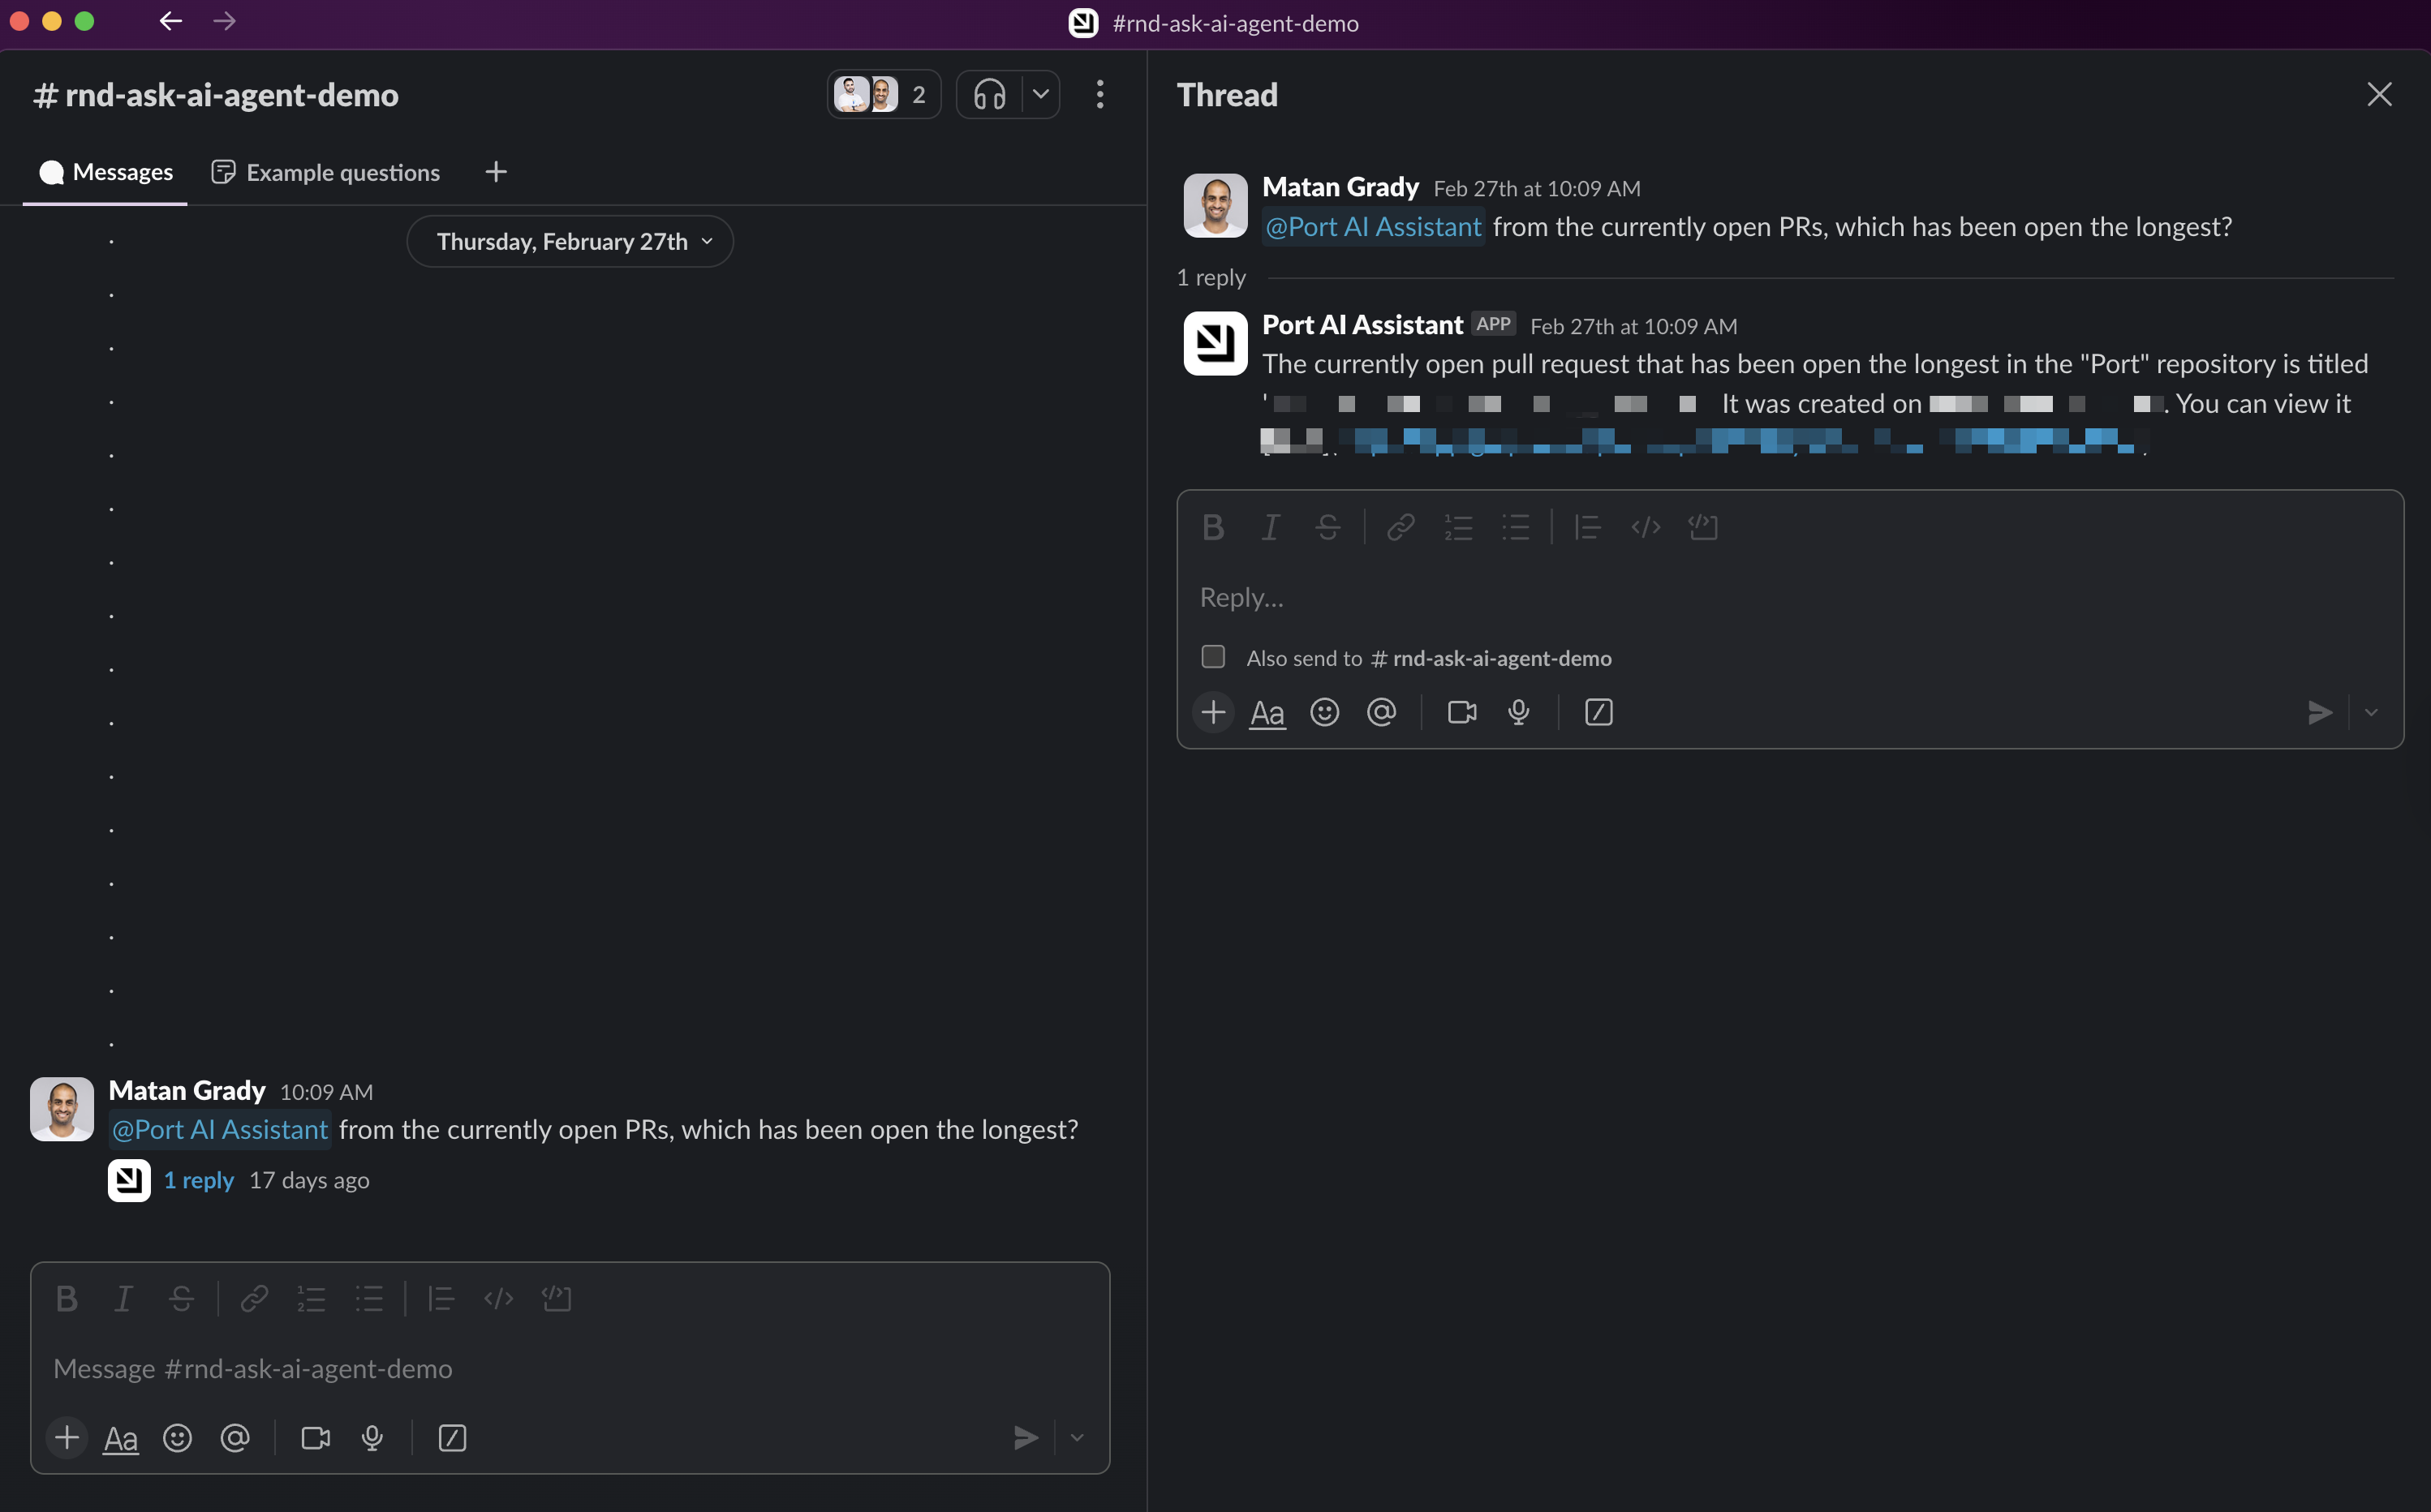 #rnd-ask-ai-agent-demo
# rnd-ask-ai-agent-demo
2
Messages
Example questions
Thursday, February 27th
Matan Grady 10:09 AM
@Port AI Assistant from the currently open PRs, which has been open the longest?
1 reply 17 days ago
Message #rnd-ask-ai-agent-demo
Aa
Thread
Matan Grady Feb 27th at 10:09 AM
@Port AI Assistant from the currently open PRs, which has been open the longest?
1 reply
Port AI Assistant APP Feb 27th at 10:09 AM
The currently open pull request that has been open the longest in the "Port" repository is titled
' It was created on . You can view it
Reply...
Also send to # rnd-ask-ai-agent-demo
Aa